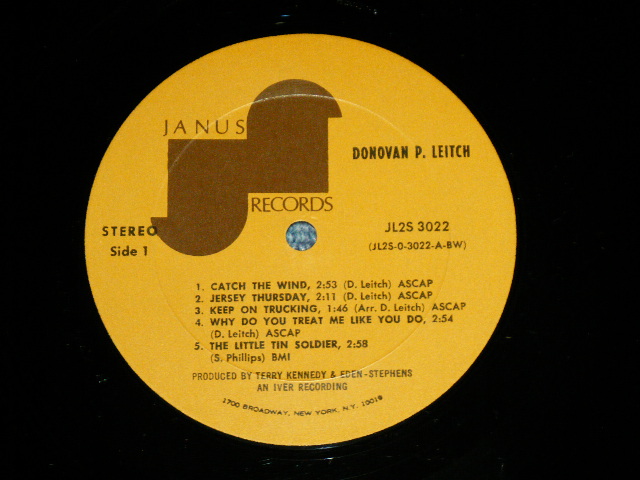 JANUS
RECORDS
DONOVAN P. LEITCH
STEREO
Side 1
JL2S 3022
(JL2S-0-3022-A-BW)
1. CATCH THE WIND, 2:53 (D. Leitch) ASCAP
2. JERSEY THURSDAY, 2:11 (D. Leitch) ASCAP
3. KEEP ON TRUCKING, 1:46 (Arr. D. Leitch) ASCAP
4. WHY DO YOU TREAT ME LIKE YOU DO, 2:54
(D. Leitch) ASCAP
5. THE LITTLE TIN SOLDIER, 2:58
(S. Phillips) BMI
PRODUCED BY TERRY KENNEDY & EDEN-STEPHENS
AN IVER RECORDING
1700 BROADWAY, NEW YORK, N.Y. 10019